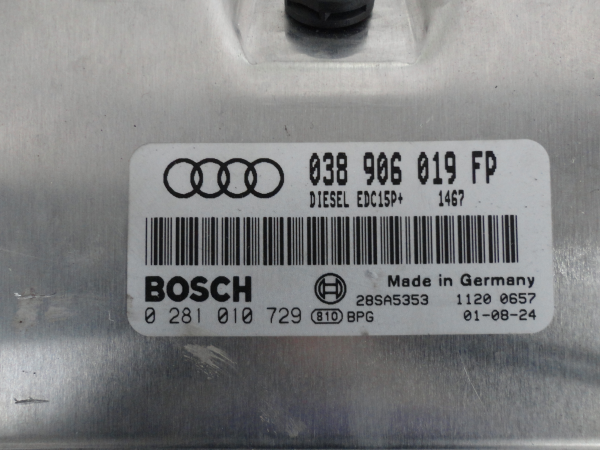 038 906 019 FP
DIESEL EDC15P+ 1467
BOSCH Made in Germany
28SA5353 1120 0657
0 281 010 729 810 BPG 01-08-24